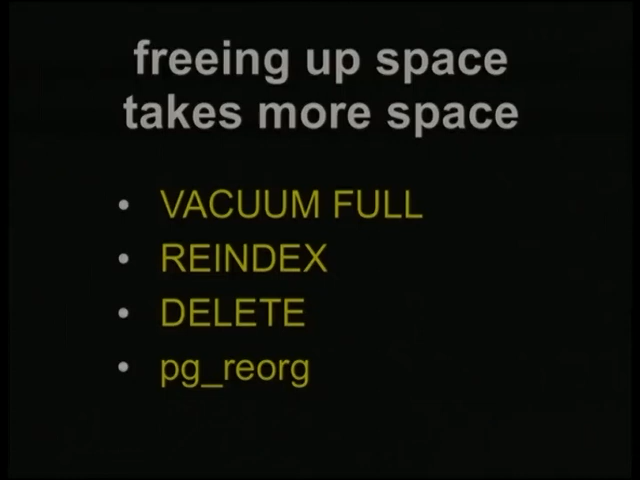 freeing up space
takes more space
• VACUUM FULL
• REINDEX
• DELETE
• pg_reorg